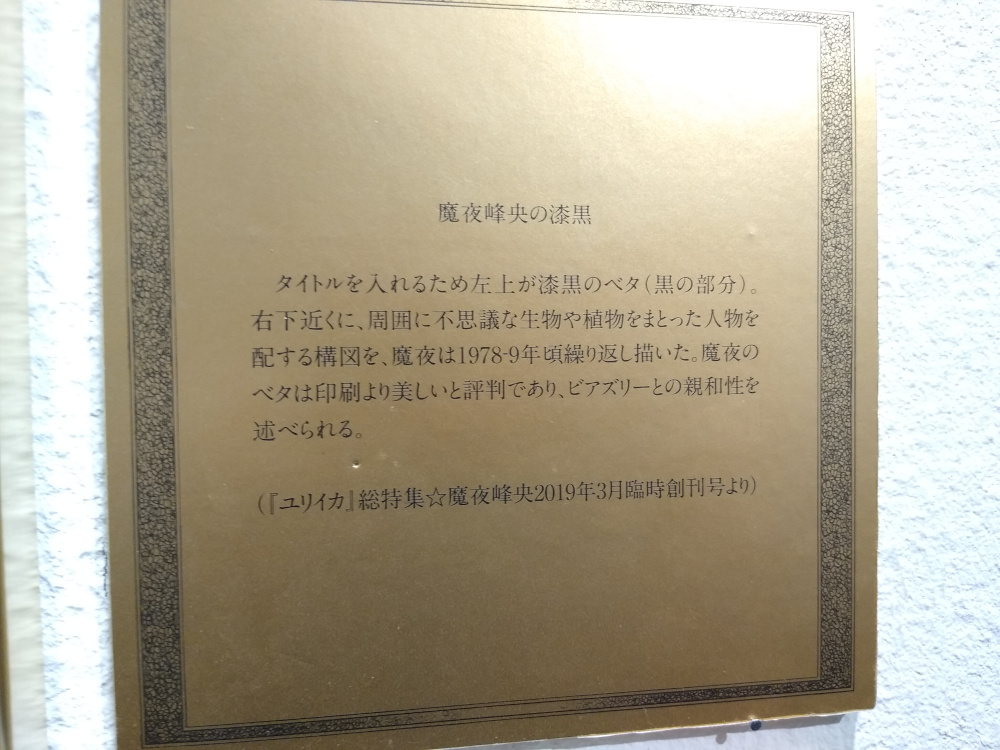 魔夜峰央の漆黒
タイトルを入れるため左上が漆黒のベタ(黒の部分)。
右下近くに、周囲に不思議な生物や植物をまとった人物を
配する構図を、魔夜は1978-9年頃繰り返し描いた。魔夜の
ベタは印刷より美しいと評判であり、ビアズリーとの親和性を
述べられる。
(『ユリイカ』総特集☆魔夜峰央2019年3月臨時創刊号より)